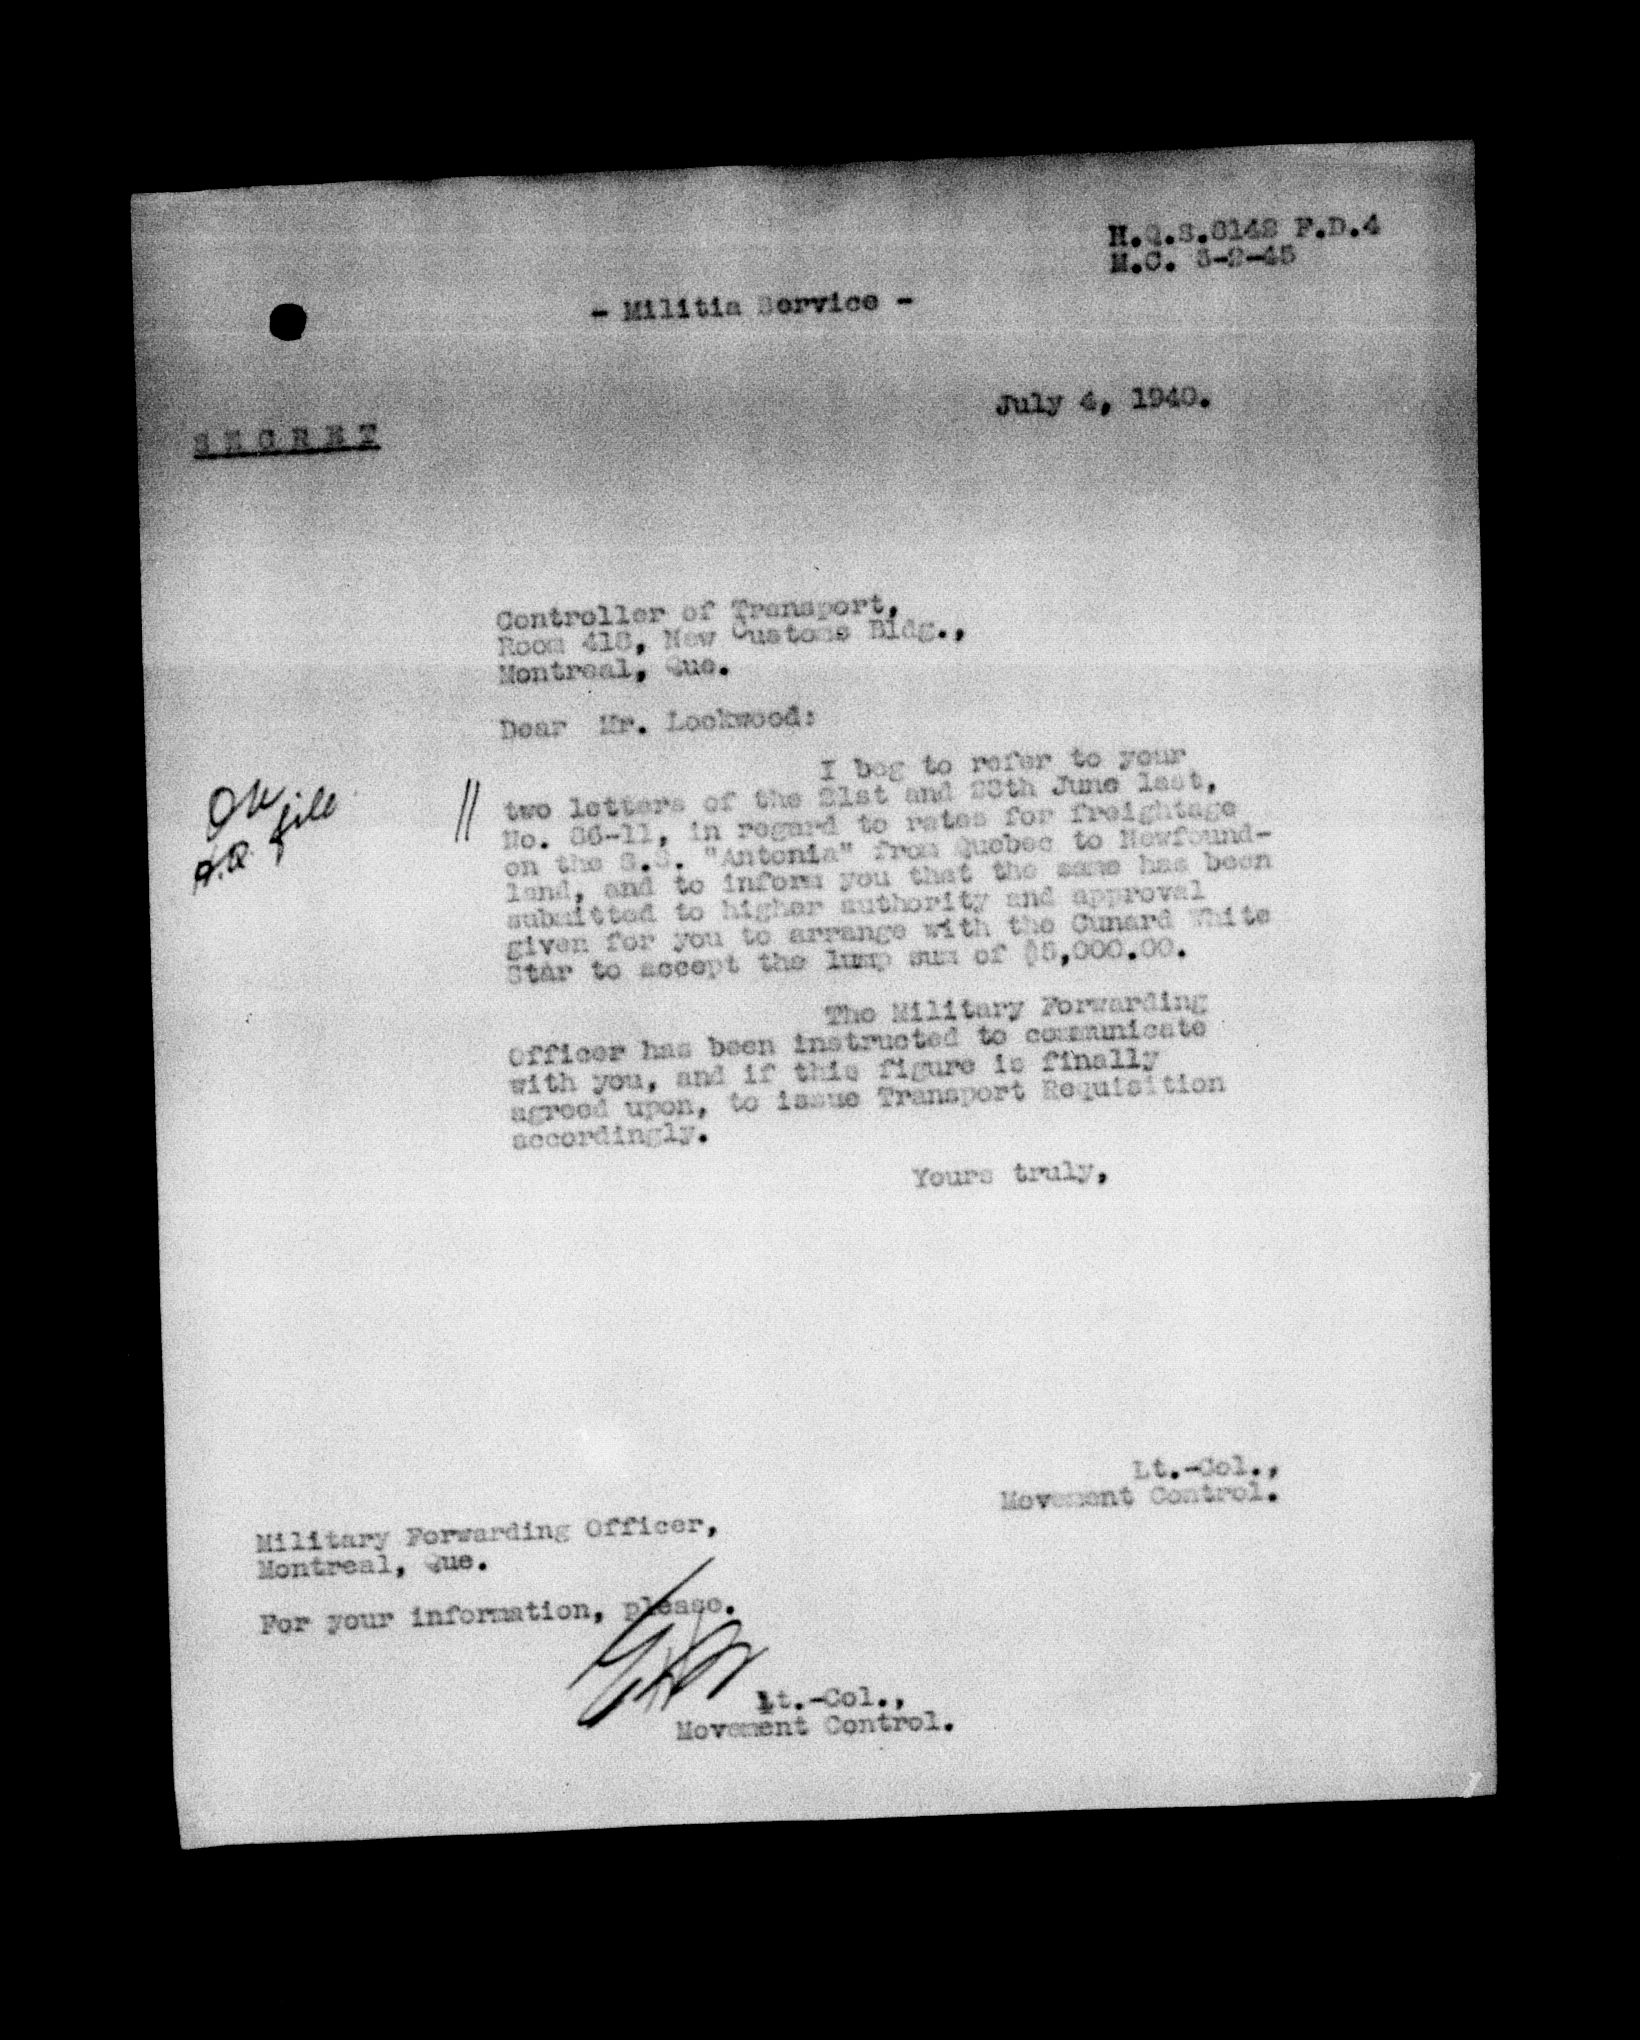 H.Q.S. 8142 F.D.4
M.C. 3-2-45
- Militia Service -
July 4, 1940.
SECRET
Controller of Transport,
Room 418, New Customs Bldg.,
Montreal, Que.
Dear Mr. Lockwood:
I beg to refer to your
two letters of the 21st and 28th June last,
No. 86-11, in regard to rates for freightage
on the S.S. "Antonia" from Quebec to Newfound-
land, and to inform you that the same has been
submitted to higher authority and approval
given for you to arrange with the Cunard White
Star to accept the lump sum of $5,000.00.
OK
file
The Military Forwarding
Officer has been instructed to communicate
with you, and if this figure is finally
agreed upon, to issue Transport Requisition
accordingly.
Yours truly,
Lt.-Col.,
Movement Control.
Military Forwarding Officer,
Montreal, Que.
For your information, please.
Lt.-Col.,
Movement Control.